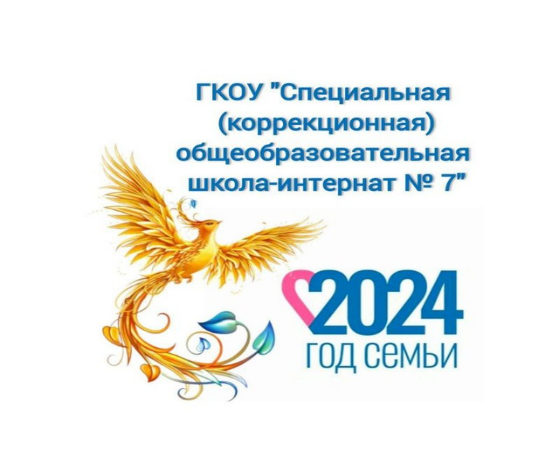 ГКОУ "Специальная
(коррекционная)
общеобразовательная
школа-интернат № 7"
2024
ГОД СЕМЬИ